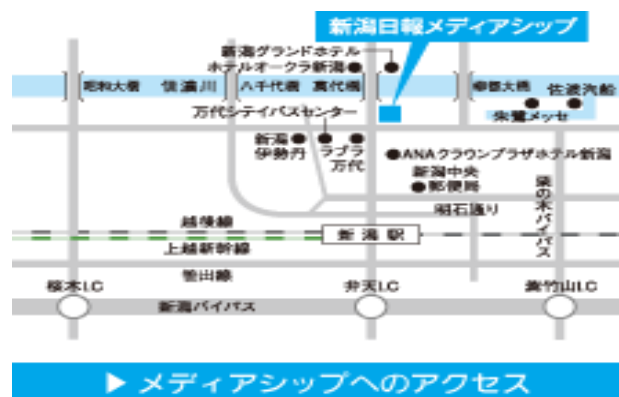 新潟日報メディアシップ
新潟グランドホテル
ホテルオークラ新潟
昭和大橋
信濃川
八千代橋
萬代橋
柳都大橋
佐渡汽船
朱鷺メッセ
万代シテイバスセンター
新潟
伊勢丹
ラブラ
万代
ANAクラウンプラザホテル新潟
新潟中央
郵便局
明石通り
栗の木バイパス
越後線
新潟駅
上越新幹線
笹出線
桜木I.C
弁天I.C
紫竹山I.C
新潟バイパス
▶ メディアシップへのアクセス